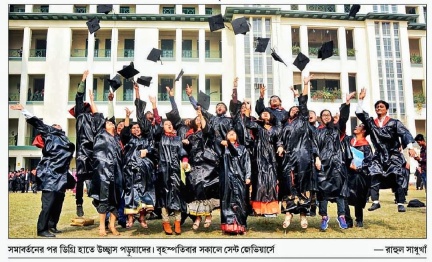 সমাবর্তনের পর ডিগ্রি হাতে উচ্ছ্বাস পড়ুয়াদের। বৃহস্পতিবার সকালে সেন্ট জেভিয়ার্সে — রাহুল সাধুখাঁ